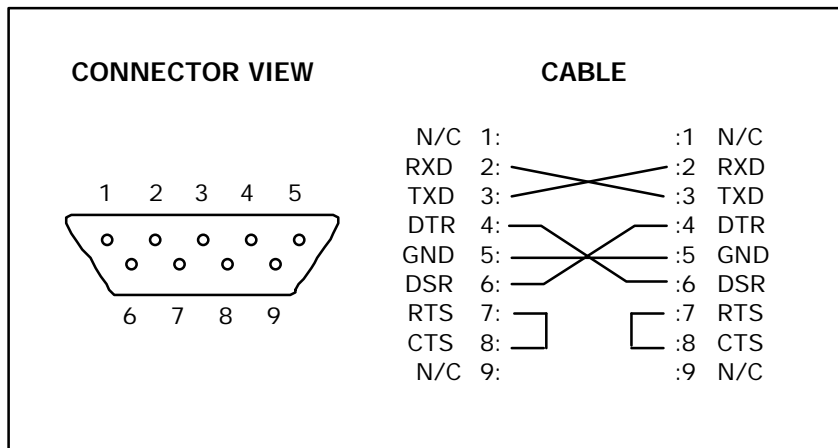 CONNECTOR VIEW
CABLE
1 2 3 4 5
6 7 8 9
N/C 1: :1 N/C
RXD 2: :2 RXD
TXD 3: :3 TXD
DTR 4: :4 DTR
GND 5: :5 GND
DSR 6: :6 DSR
RTS 7: :7 RTS
CTS 8: :8 CTS
N/C 9: :9 N/C